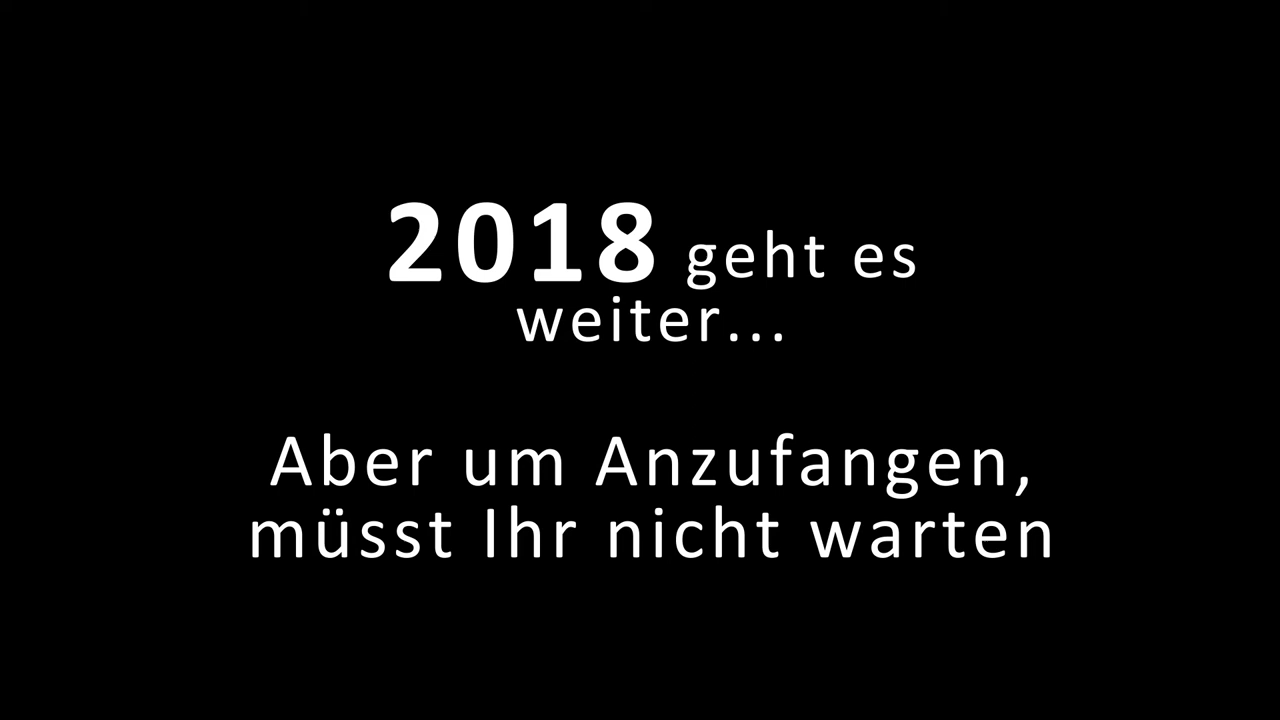 2018 geht es
weiter...
Aber um Anzufangen,
müsst Ihr nicht warten